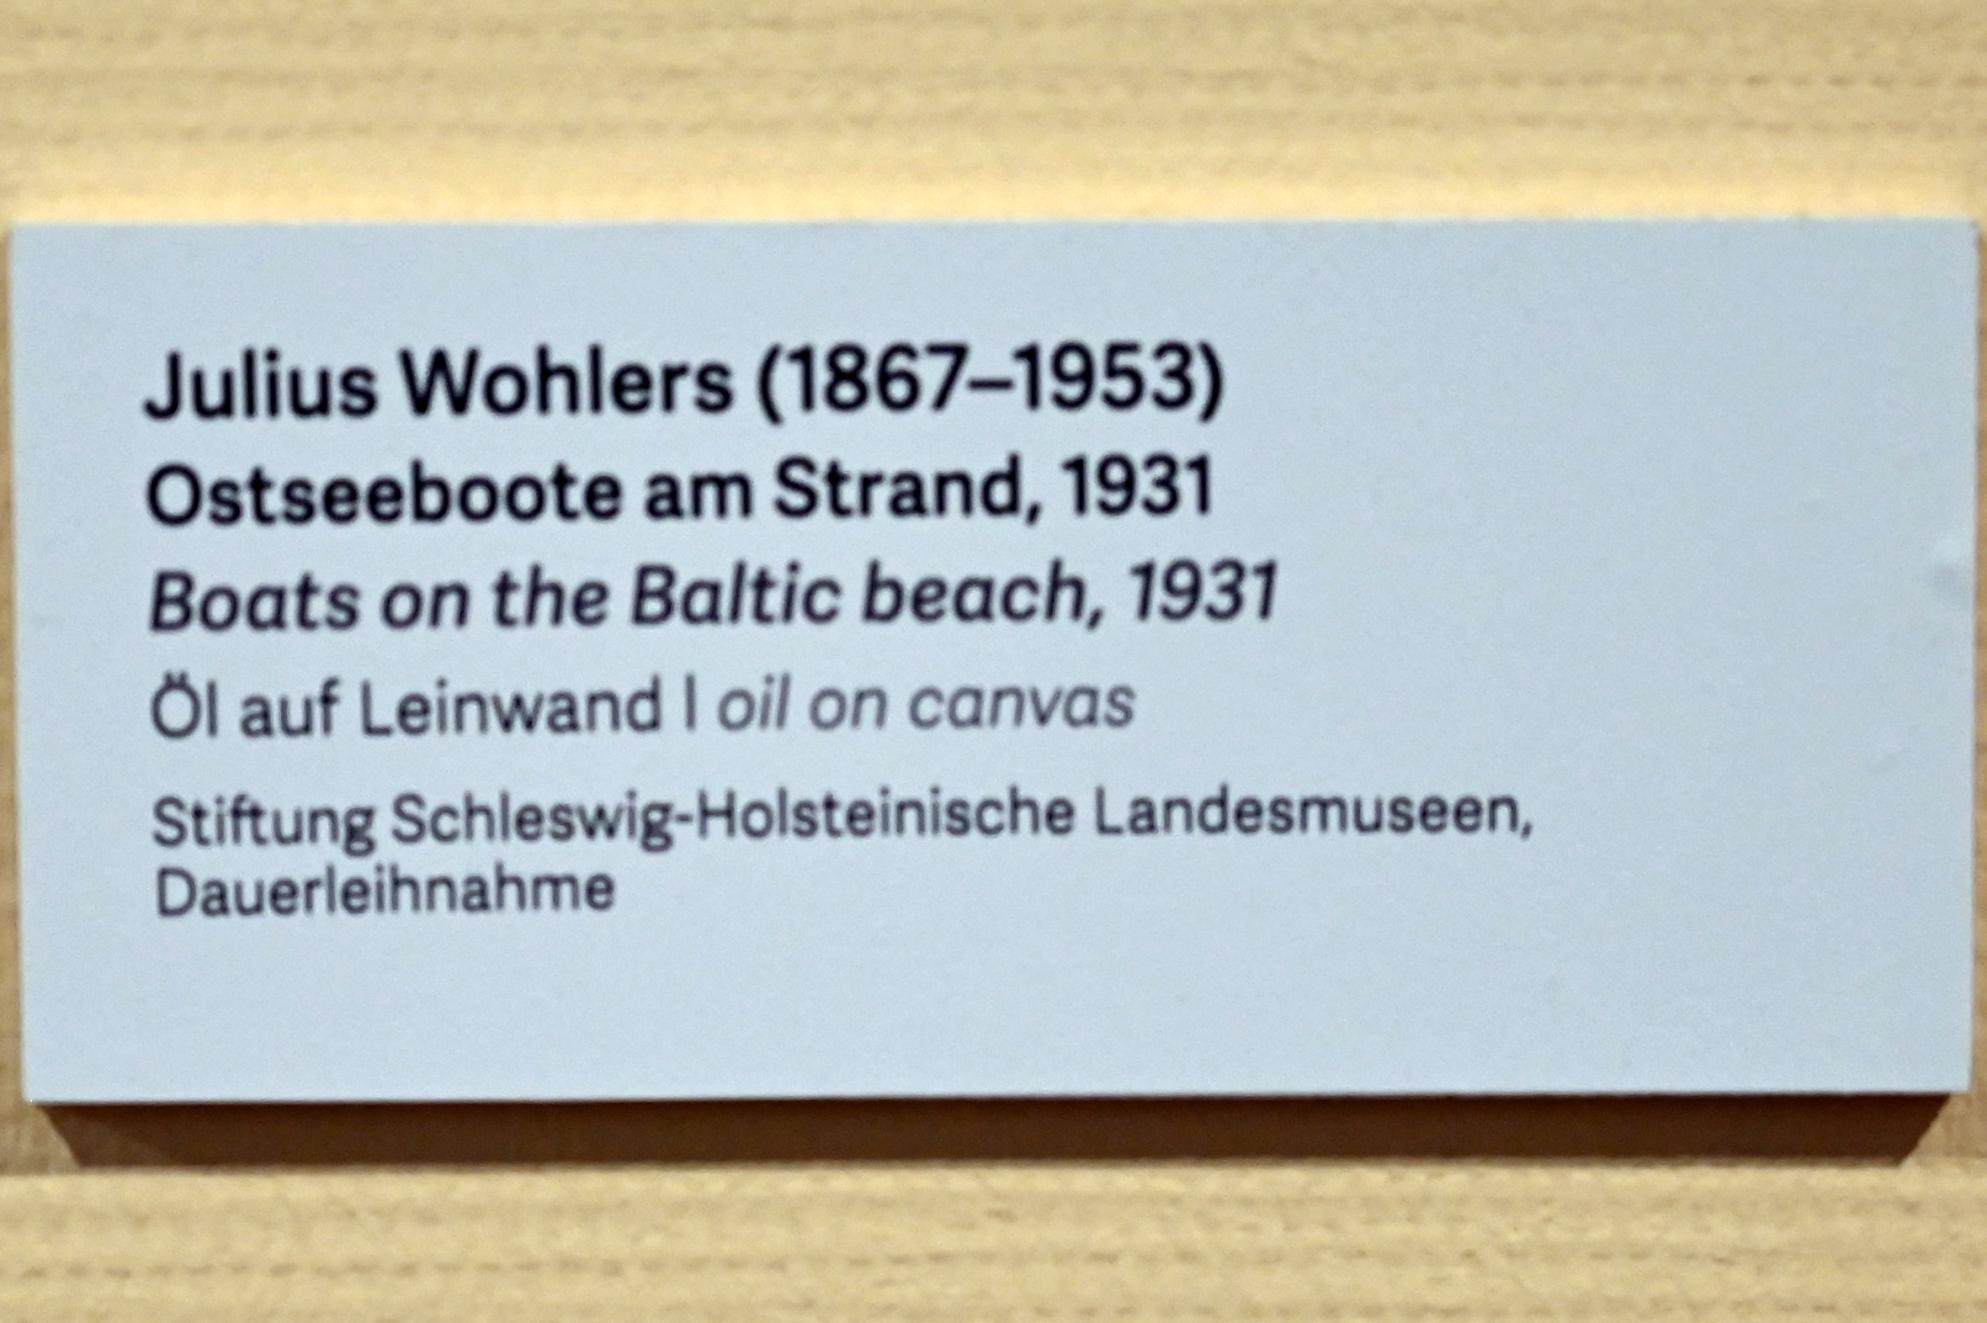 Julius Wohlers (1867–1953)
Ostseeboote am Strand, 1931
Boats on the Baltic beach, 1931
Öl auf Leinwand | oil on canvas
Stiftung Schleswig-Holsteinische Landesmuseen,
Dauerleihnahme